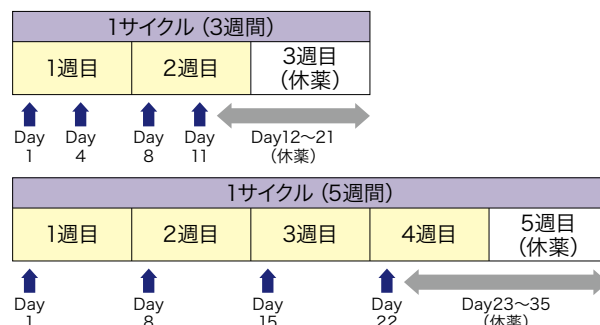 1サイクル（3週間）
1週目 2週目 3週目
（休薬）
Day Day Day Day Day12～21
1 4 8 11 （休薬）
1サイクル（5週間）
1週目 2週目 3週目 4週目 5週目
（休薬）
Day Day Day Day Day23～35
1 8 15 22 （休薬）